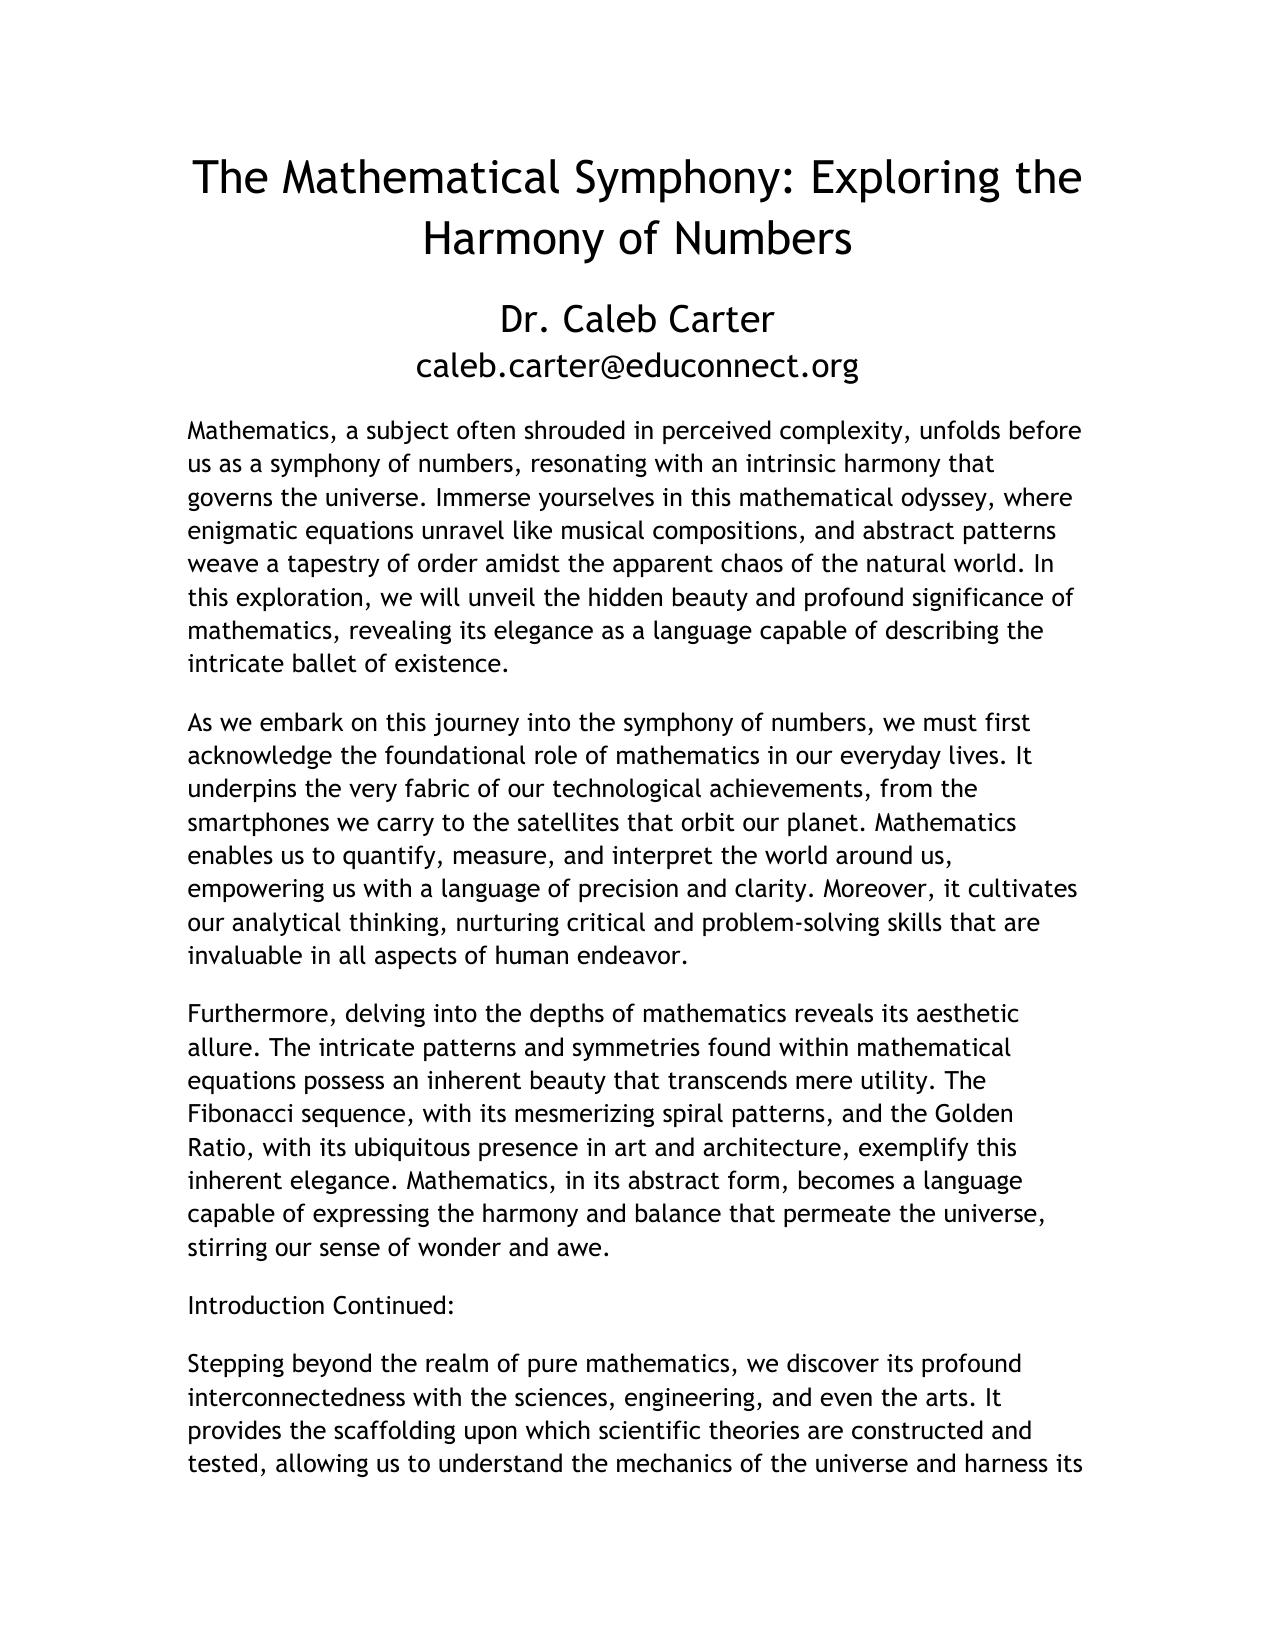 The Mathematical Symphony: Exploring the
Harmony of Numbers
Dr. Caleb Carter
caleb.carter@educonnect.org
Mathematics, a subject often shrouded in perceived complexity, unfolds before
us as a symphony of numbers, resonating with an intrinsic harmony that
governs the universe. Immerse yourselves in this mathematical odyssey, where
enigmatic equations unravel like musical compositions, and abstract patterns
weave a tapestry of order amidst the apparent chaos of the natural world. In
this exploration, we will unveil the hidden beauty and profound significance of
mathematics, revealing its elegance as a language capable of describing the
intricate ballet of existence.
As we embark on this journey into the symphony of numbers, we must first
acknowledge the foundational role of mathematics in our everyday lives. It
underpins the very fabric of our technological achievements, from the
smartphones we carry to the satellites that orbit our planet. Mathematics
enables us to quantify, measure, and interpret the world around us,
empowering us with a language of precision and clarity. Moreover, it cultivates
our analytical thinking, nurturing critical and problem-solving skills that are
invaluable in all aspects of human endeavor.
Furthermore, delving into the depths of mathematics reveals its aesthetic
allure. The intricate patterns and symmetries found within mathematical
equations possess an inherent beauty that transcends mere utility. The
Fibonacci sequence, with its mesmerizing spiral patterns, and the Golden
Ratio, with its ubiquitous presence in art and architecture, exemplify this
inherent elegance. Mathematics, in its abstract form, becomes a language
capable of expressing the harmony and balance that permeate the universe,
stirring our sense of wonder and awe.
Introduction Continued:
Stepping beyond the realm of pure mathematics, we discover its profound
interconnectedness with the sciences, engineering, and even the arts. It
provides the scaffolding upon which scientific theories are constructed and
tested, allowing us to understand the mechanics of the universe and harness its